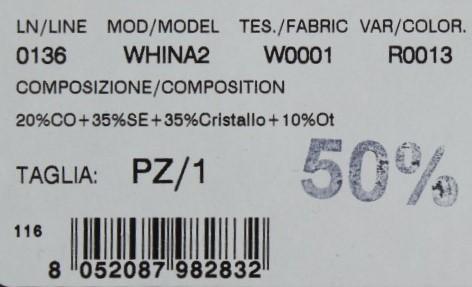 LN/LINE MOD/MODEL TES./FABRIC VAR/COLOR.
0136 WHINA2 W0001 R0013
COMPOSIZIONE/COMPOSITION
20%CO+35%SE+35%Cristallo+10%Ot
TAGLIA: PZ/1
50%
116
8 052087 982832